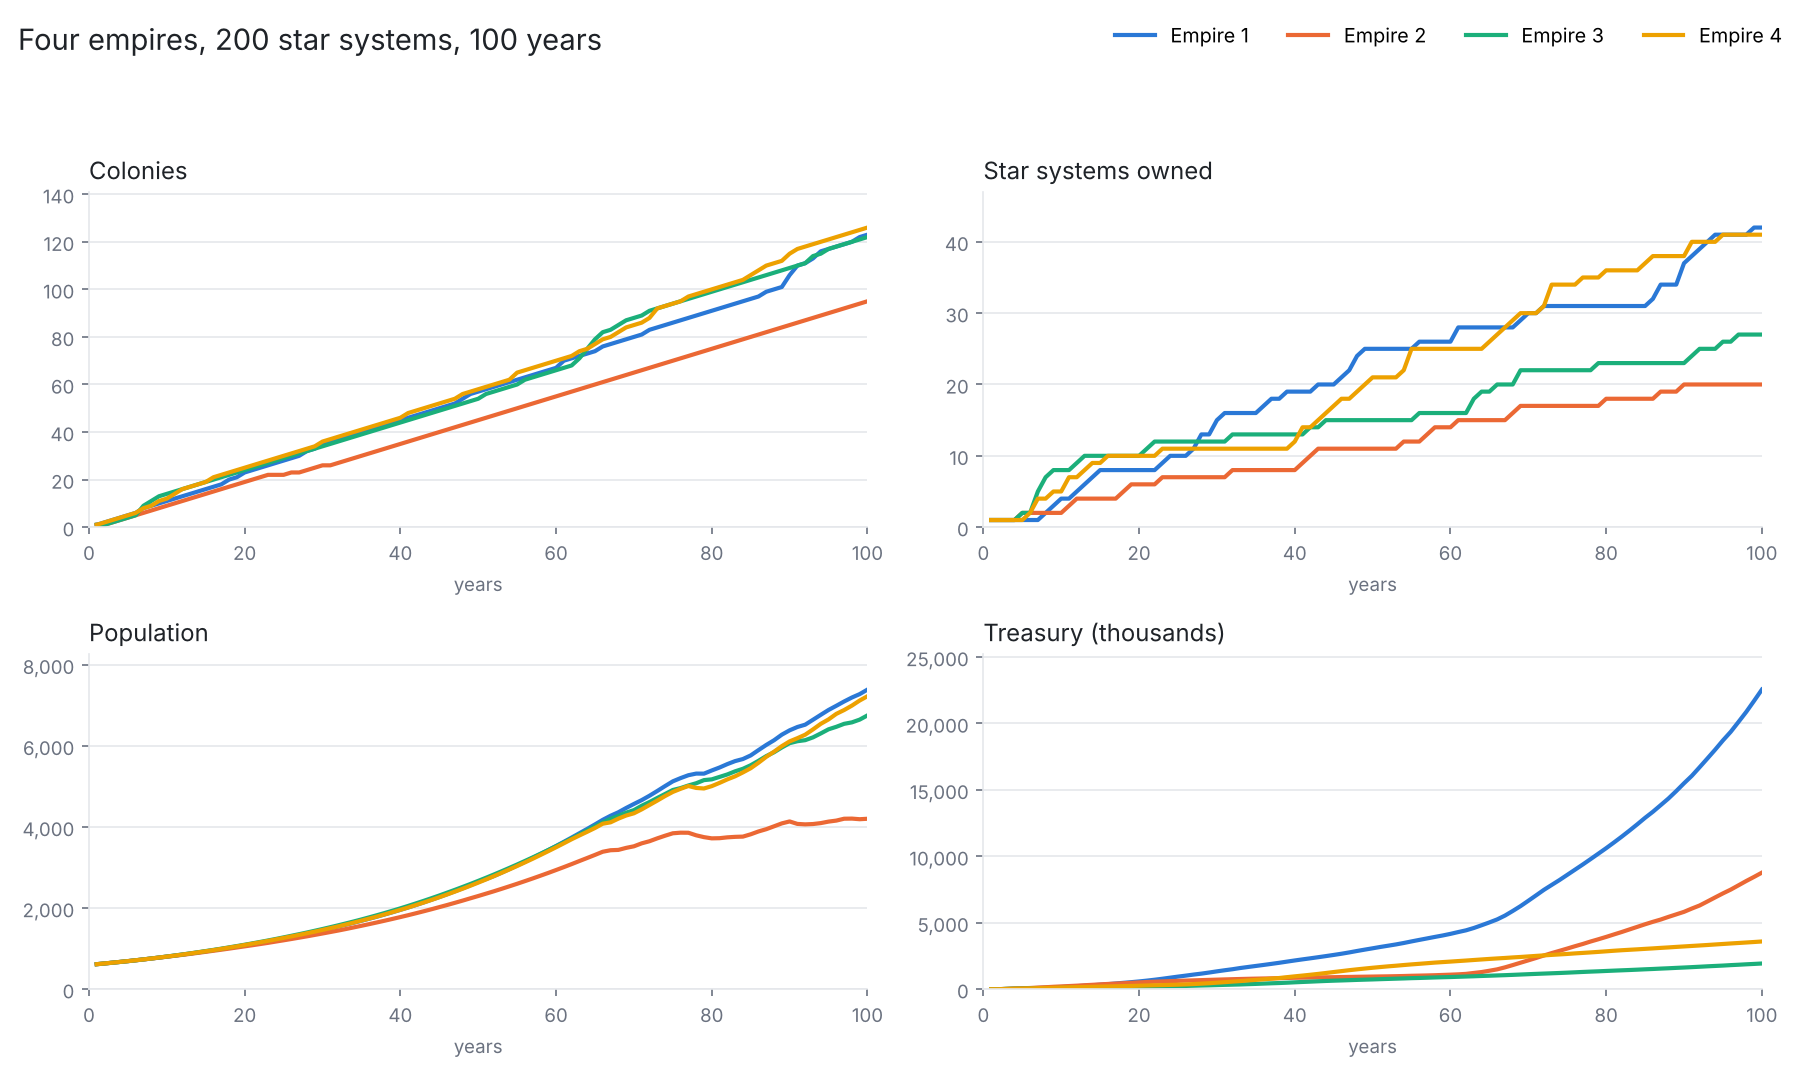 Four empires, 200 star systems, 100 years
Empire 1
Empire 2
Empire 3
Empire 4
Colonies
140
120
100
80
60
40
20
0
0 20 40 60 80 100
years
Star systems owned
40
30
20
10
0
0 20 40 60 80 100
years
Population
8,000
6,000
4,000
2,000
0
0 20 40 60 80 100
years
Treasury (thousands)
25,000
20,000
15,000
10,000
5,000
0
0 20 40 60 80 100
years